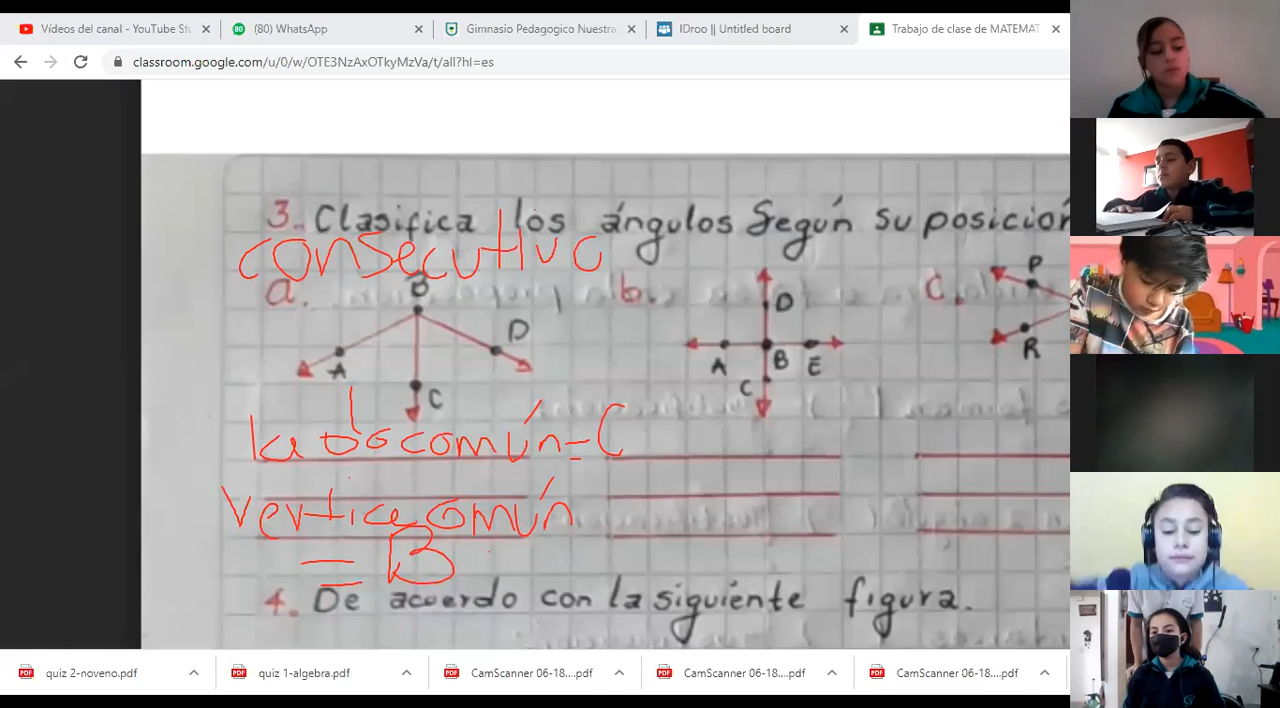 Vídeos del canal - YouTube St
(80) WhatsApp
Gimnasio Pedagogico Nuestra
IDroo || Untitled board
Trabajo de clase de MATEMAT
classroom.google.com/u/0/w/OTE3NzAxOTkyMzVa/t/all?hl=es
3. Clasifica los ángulos Según su posición
consecutivo
a.
b.
c.
B
A
D
C
D
A
B
E
C
P
R
lado común = C
vertice común
= B
4. De acuerdo con la siguiente figura.
quiz 2-noveno.pdf
quiz 1-algebra.pdf
CamScanner 06-18....pdf
CamScanner 06-18....pdf
CamScanner 06-18....pdf